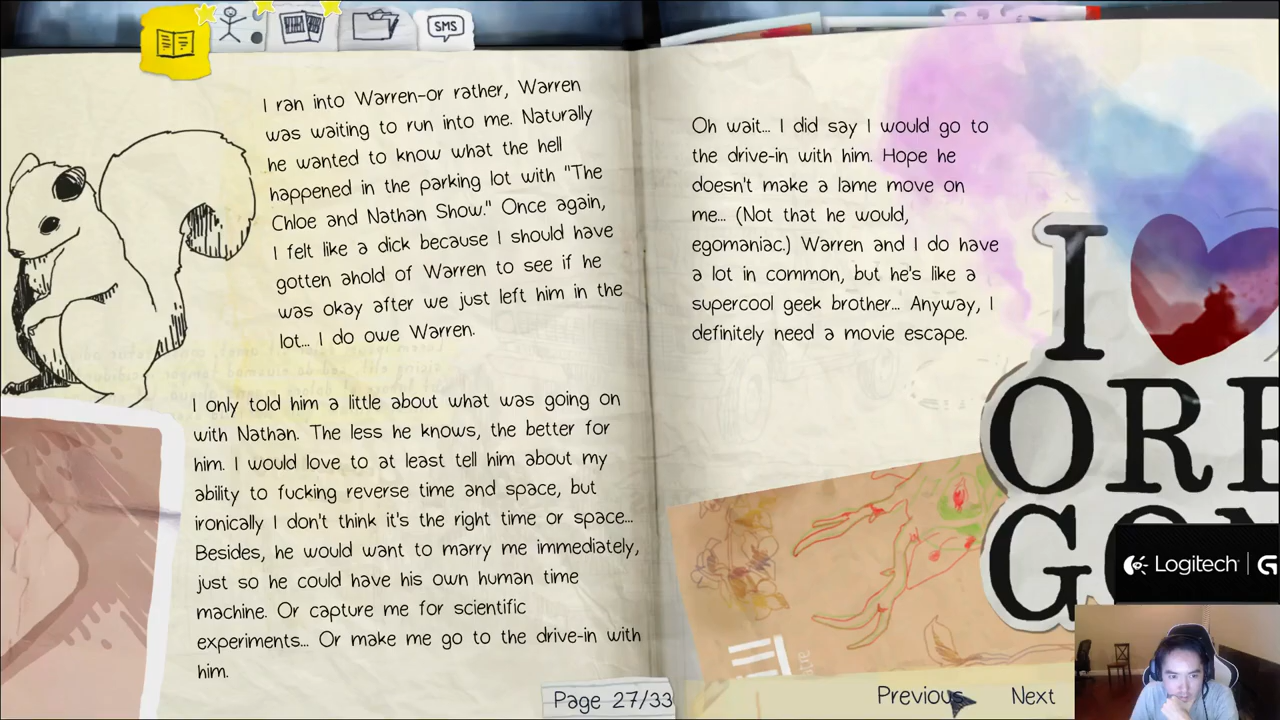 SMS
I ran into Warren-or rather, Warren
was waiting to run into me. Naturally
he wanted to know what the hell
happened in the parking lot with "The
Chloe and Nathan Show." Once again,
I felt like a dick because I should have
gotten ahold of Warren to see if he
was okay after we just left him in the
lot... I do owe Warren.
I only told him a little about what was going on
with Nathan. The less he knows, the better for
him. I would love to at least tell him about my
ability to fucking reverse time and space, but
ironically I don't think it's the right time or space...
Besides, he would want to marry me immediately,
just so he could have his own human time
machine. Or capture me for scientific
experiments... Or make me go to the drive-in with
him.
Oh wait... I did say I would go to
the drive-in with him. Hope he
doesn't make a lame move on
me... (Not that he would,
egomaniac.) Warren and I do have
a lot in common, but he's like a
supercool geek brother... Anyway, I
definitely need a movie escape.
I
ORE
GON
Logitech | G
Page 27/33
Previous
Next